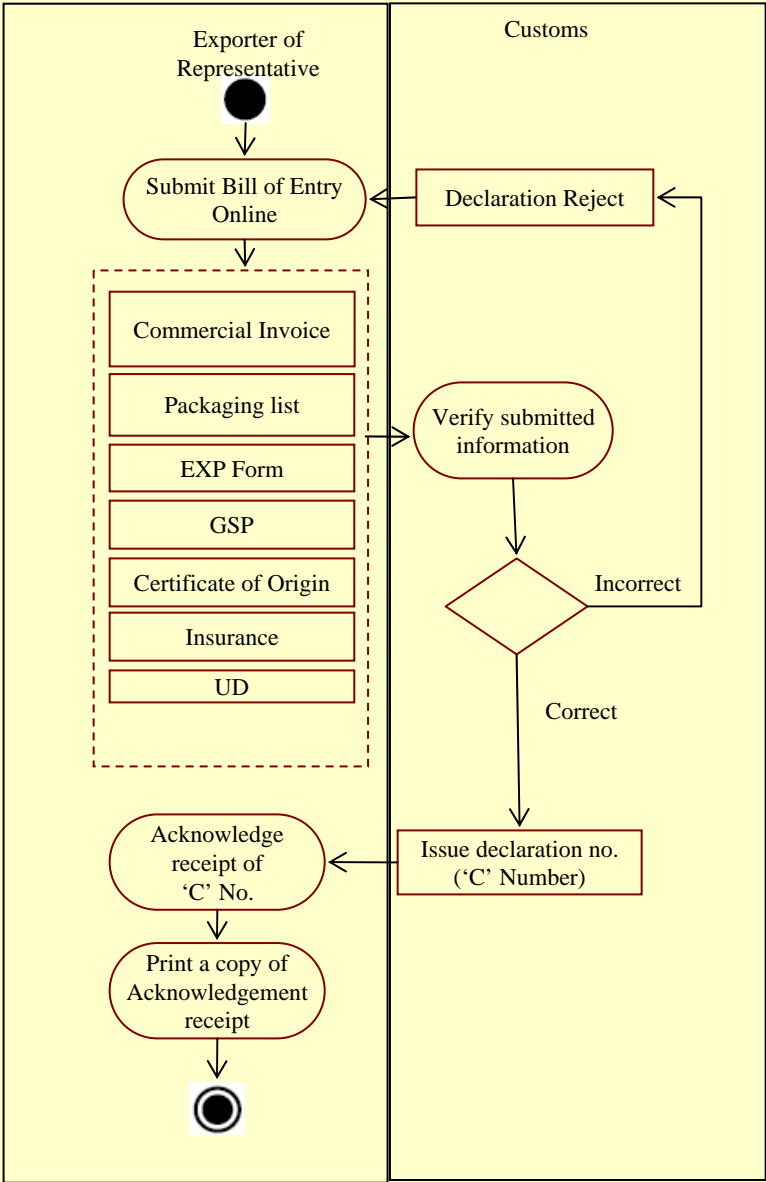 Exporter of
Representative
Customs
Submit Bill of Entry
Online
Declaration Reject
Commercial Invoice
Packaging list
EXP Form
GSP
Certificate of Origin
Insurance
UD
Verify submitted
information
Incorrect
Correct
Issue declaration no.
(‘C’ Number)
Acknowledge
receipt of
‘C’ No.
Print a copy of
Acknowledgement
receipt